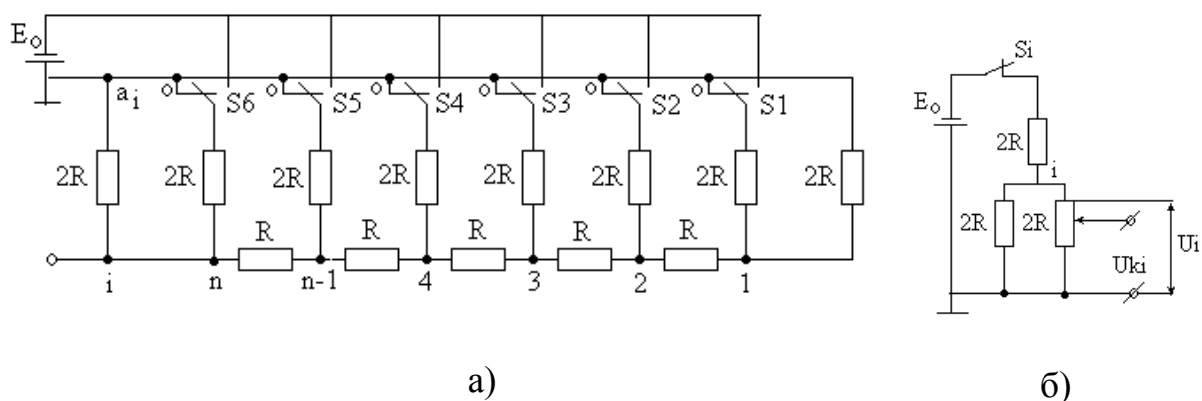 E₀
aᵢ
S6 S5 S4 S3 S2 S1
2R 2R 2R 2R 2R 2R 2R 2R
R R R R R
i n n-1 4 3 2 1
а)
Si
E₀
2R
i
2R 2R
Ui
Uki
б)